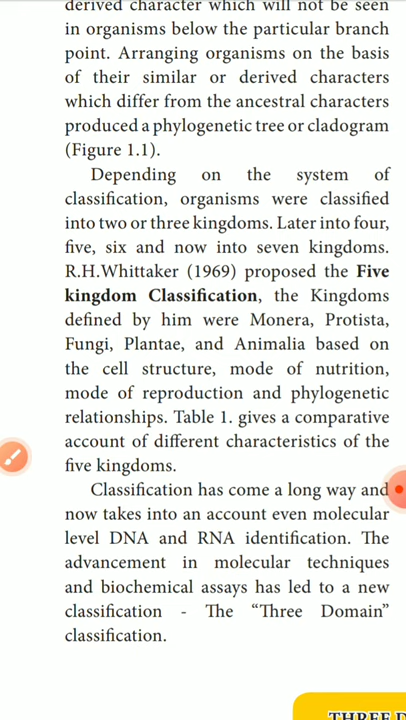 derived character which will not be seen
in organisms below the particular branch
point. Arranging organisms on the basis
of their similar or derived characters
which differ from the ancestral characters
produced a phylogenetic tree or cladogram
(Figure 1.1).
Depending on the system of
classification, organisms were classified
into two or three kingdoms. Later into four,
five, six and now into seven kingdoms.
R.H.Whittaker (1969) proposed the Five
kingdom Classification, the Kingdoms
defined by him were Monera, Protista,
Fungi, Plantae, and Animalia based on
the cell structure, mode of nutrition,
mode of reproduction and phylogenetic
relationships. Table 1. gives a comparative
account of different characteristics of the
five kingdoms.
Classification has come a long way and
now takes into an account even molecular
level DNA and RNA identification. The
advancement in molecular techniques
and biochemical assays has led to a new
classification - The “Three Domain”
classification.
THREE